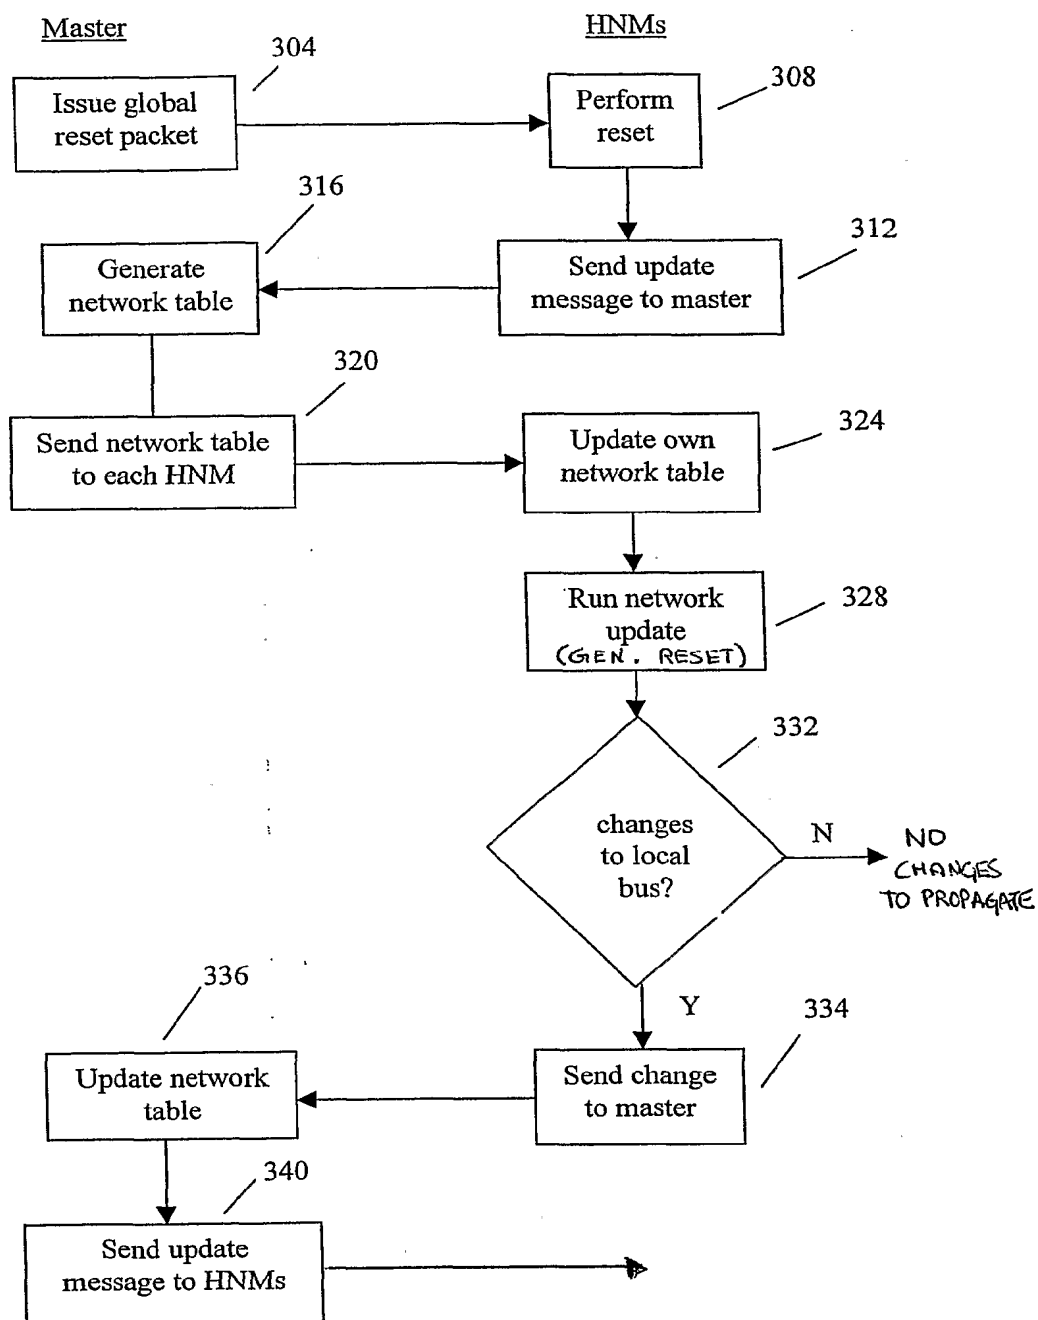 Master
HNMs
304
308
Issue global
reset packet
Perform
reset
316
312
Generate
network table
Send update
message to master
320
324
Send network table
to each HNM
Update own
network table
328
Run network
update
(GEN. RESET)
332
changes
to local
bus?
N
NO
CHANGES
TO PROPAGATE
Y
336
334
Update network
table
Send change
to master
340
Send update
message to HNMs